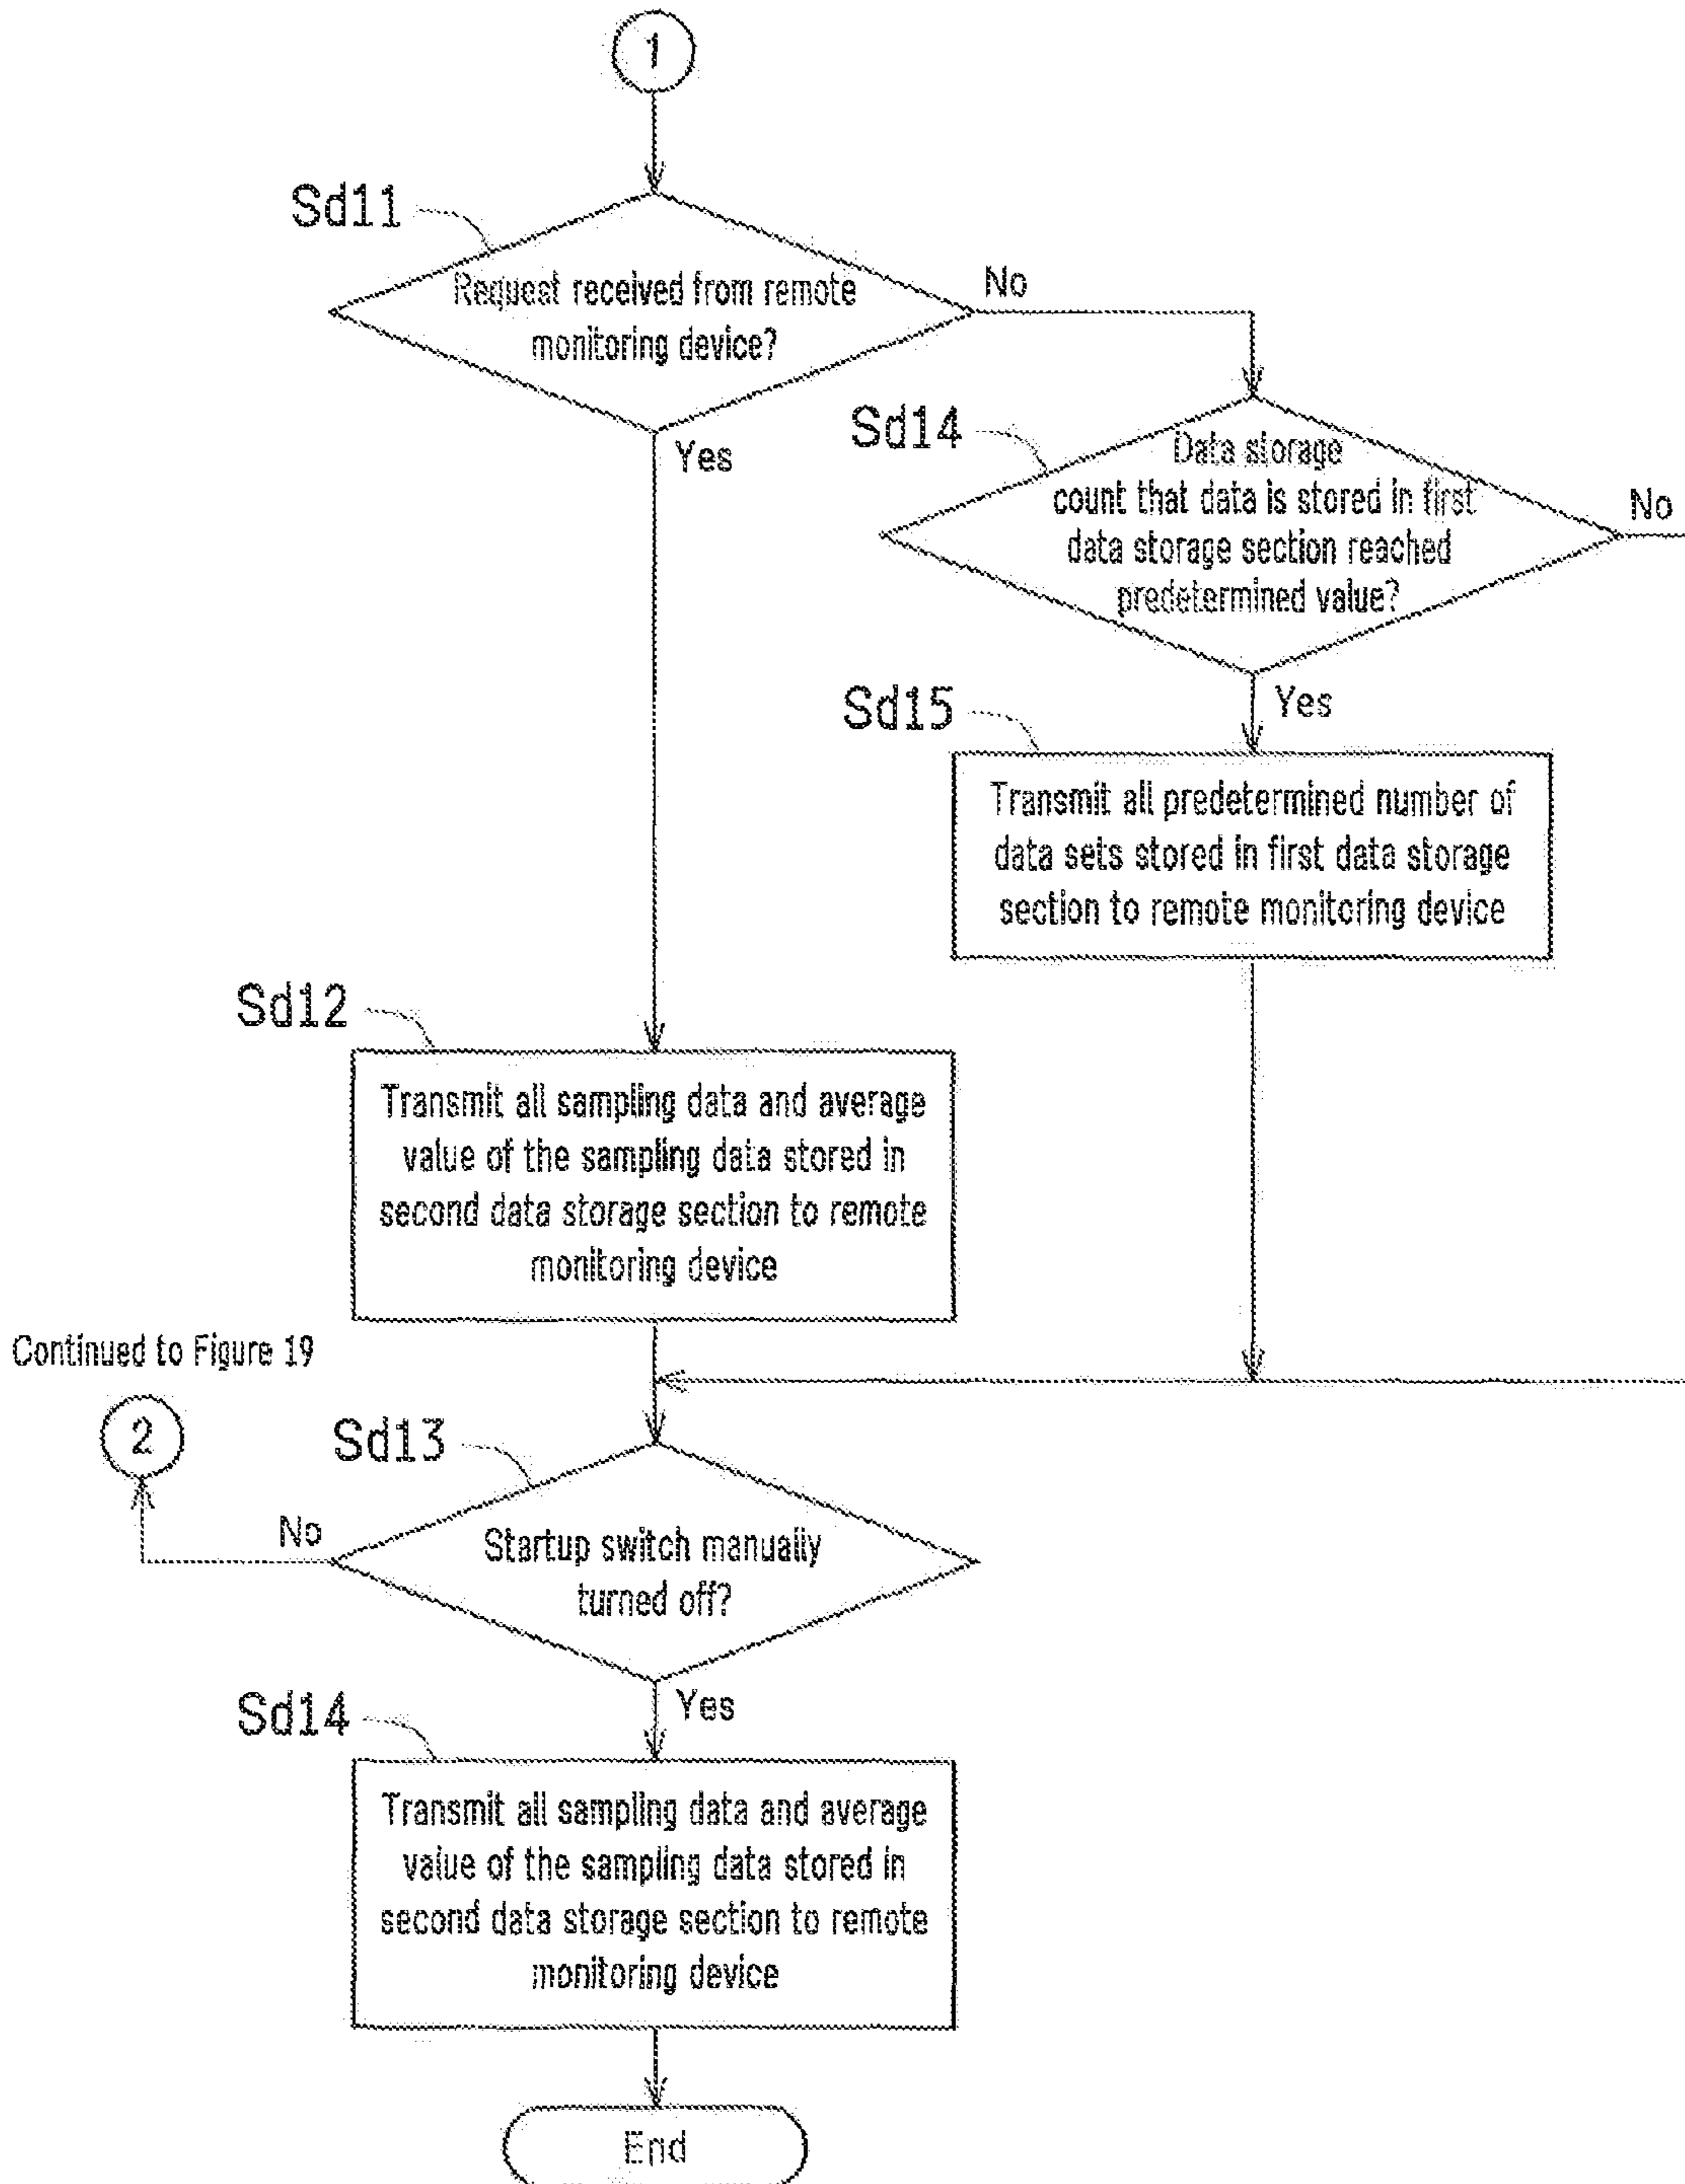 1
Sd11
Request received from remote
monitoring device?
No
Yes
Sd14
Data storage
count that data is stored in first
data storage section reached
predetermined value?
No
Yes
Sd15
Transmit all predetermined number of
data sets stored in first data storage
section to remote monitoring device
Sd12
Transmit all sampling data and average
value of the sampling data stored in
second data storage section to remote
monitoring device
Continued to Figure 19
2
Sd13
No
Startup switch manually
turned off?
Yes
Sd14
Transmit all sampling data and average
value of the sampling data stored in
second data storage section to remote
monitoring device
End